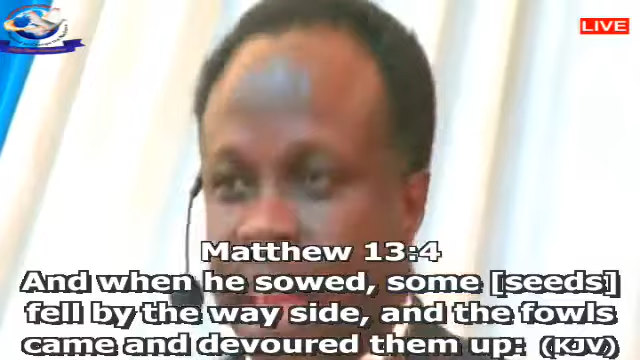 LIVE
Matthew 13:4
And when he sowed, some [seeds]
fell by the way side, and the fowls
came and devoured them up: (KJV)